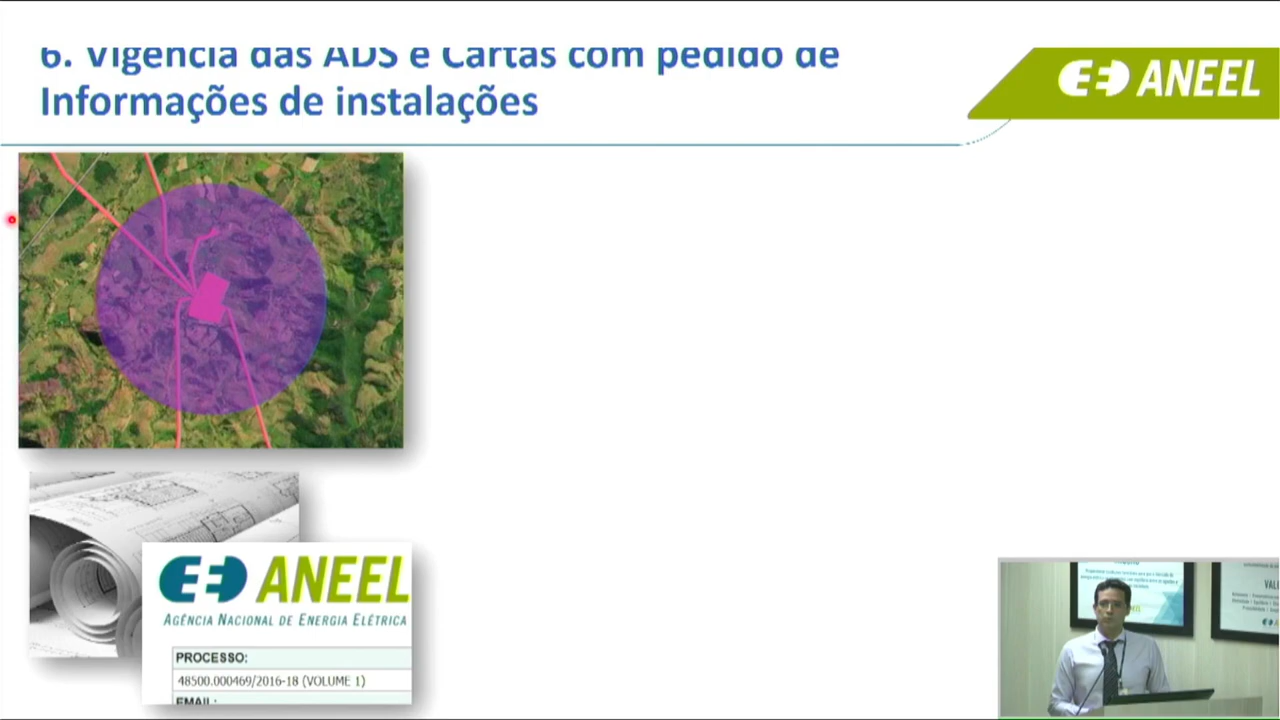 6. Vigência das ADS e Cartas com pedido de
Informações de instalações
ANEEL
ANEEL
AGÊNCIA NACIONAL DE ENERGIA ELÉTRICA
PROCESSO:
48500.000469/2016-18 (VOLUME 1)
EMAIL: